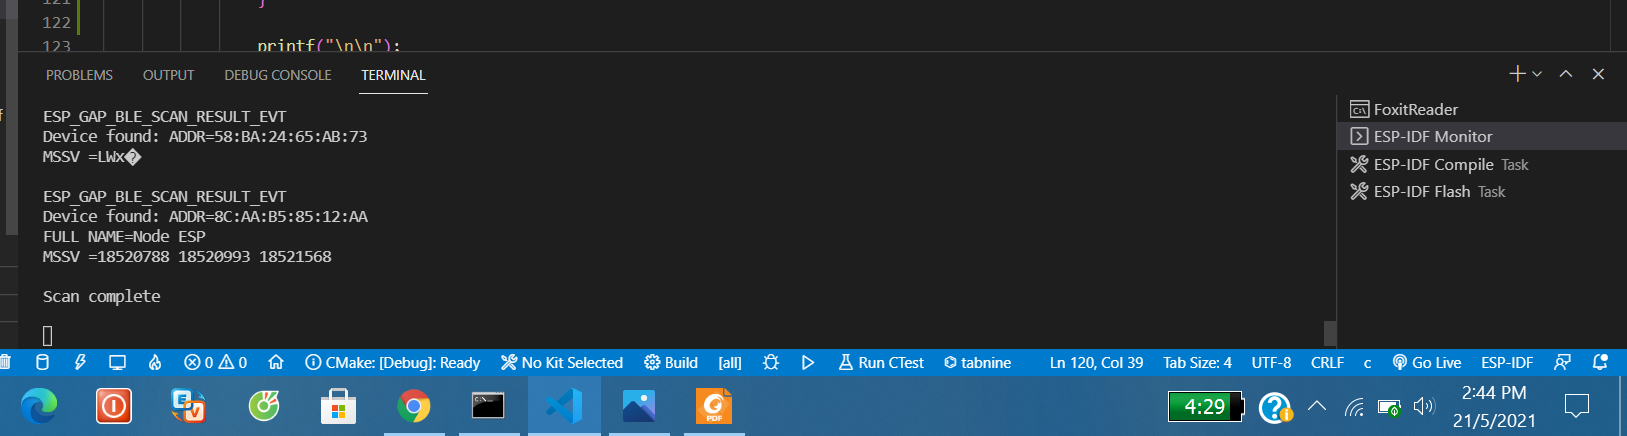 121 }
122
123 printf("\n\n");
PROBLEMS OUTPUT DEBUG CONSOLE TERMINAL
ESP_GAP_BLE_SCAN_RESULT_EVT
Device found: ADDR=58:BA:24:65:AB:73
MSSV =LWx�
ESP_GAP_BLE_SCAN_RESULT_EVT
Device found: ADDR=8C:AA:B5:85:12:AA
FULL NAME=Node ESP
MSSV =18520788 18520993 18521568
Scan complete
FoxitReader
ESP-IDF Monitor
ESP-IDF Compile Task
ESP-IDF Flash Task
0 0 CMake: [Debug]: Ready No Kit Selected Build [all] Run CTest tabnine Ln 120, Col 39 Tab Size: 4 UTF-8 CRLF c Go Live ESP-IDF
4:29 2:44 PM
21/5/2021
PDF